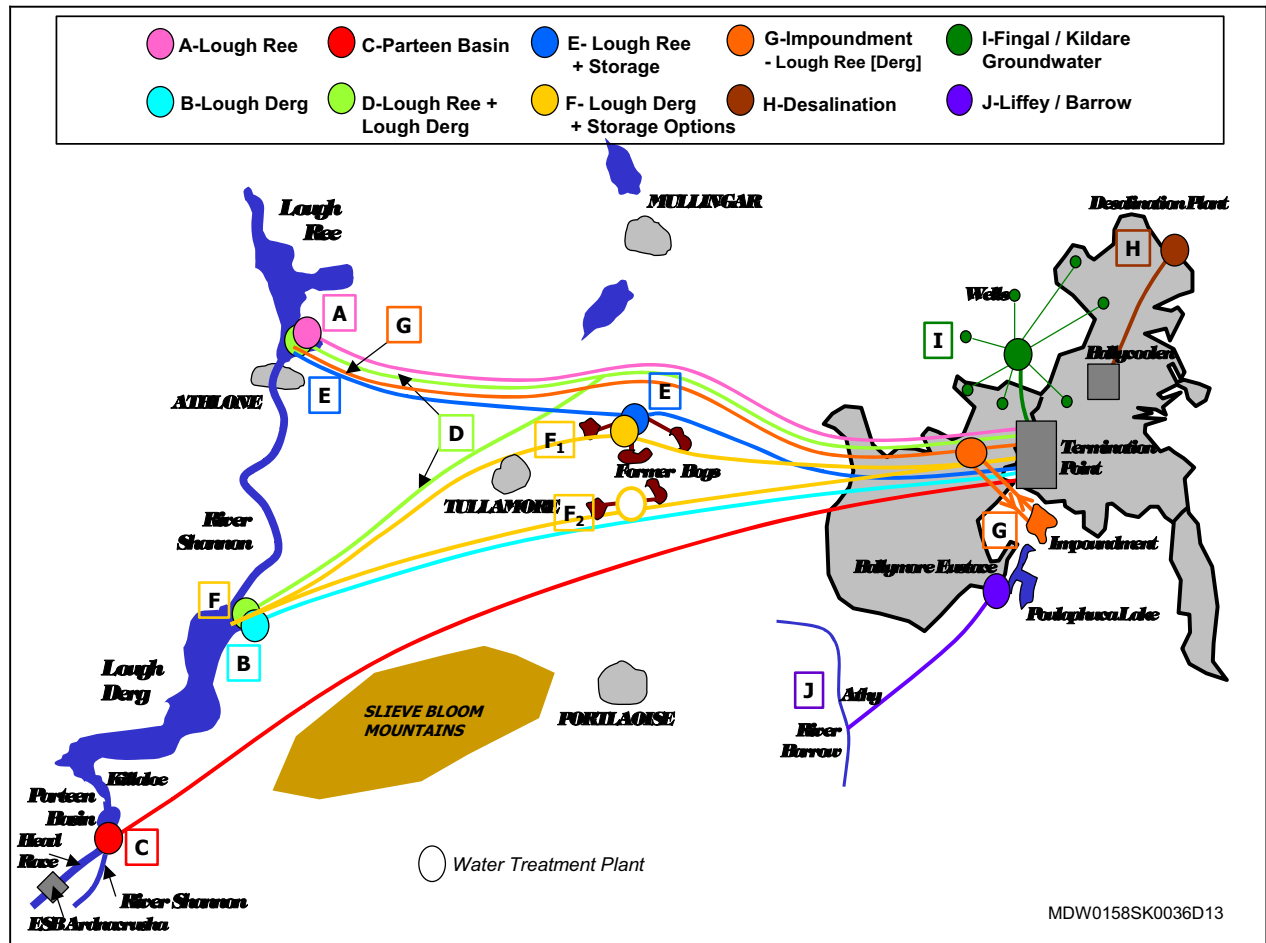 A-Lough Ree
C-Parteen Basin
E- Lough Ree
+ Storage
G-Impoundment
- Lough Ree [Derg]
I-Fingal / Kildare
Groundwater
B-Lough Derg
D-Lough Ree +
Lough Derg
F- Lough Derg
+ Storage Options
H-Desalination
J-Liffey / Barrow
MULLINGAR
Desalination Plant
Lough
Ree
H
Wells
A
G
I
Ballycoolen
E
ATHLONE
E
D
F1
Former Bogs
Termination
Point
TULLAMORE
F2
River
Shannon
G
Impoundment
Ballymore Eustace
F
Poulaphuca Lake
B
Lough
Derg
J
Athy
SLIEVE BLOOM
MOUNTAINS
PORTLAOISE
River
Barrow
Killaloe
Parteen
Basin
Head
Race
C
Water Treatment Plant
River Shannon
ESB Ardnacrusha
MDW0158SK0036D13